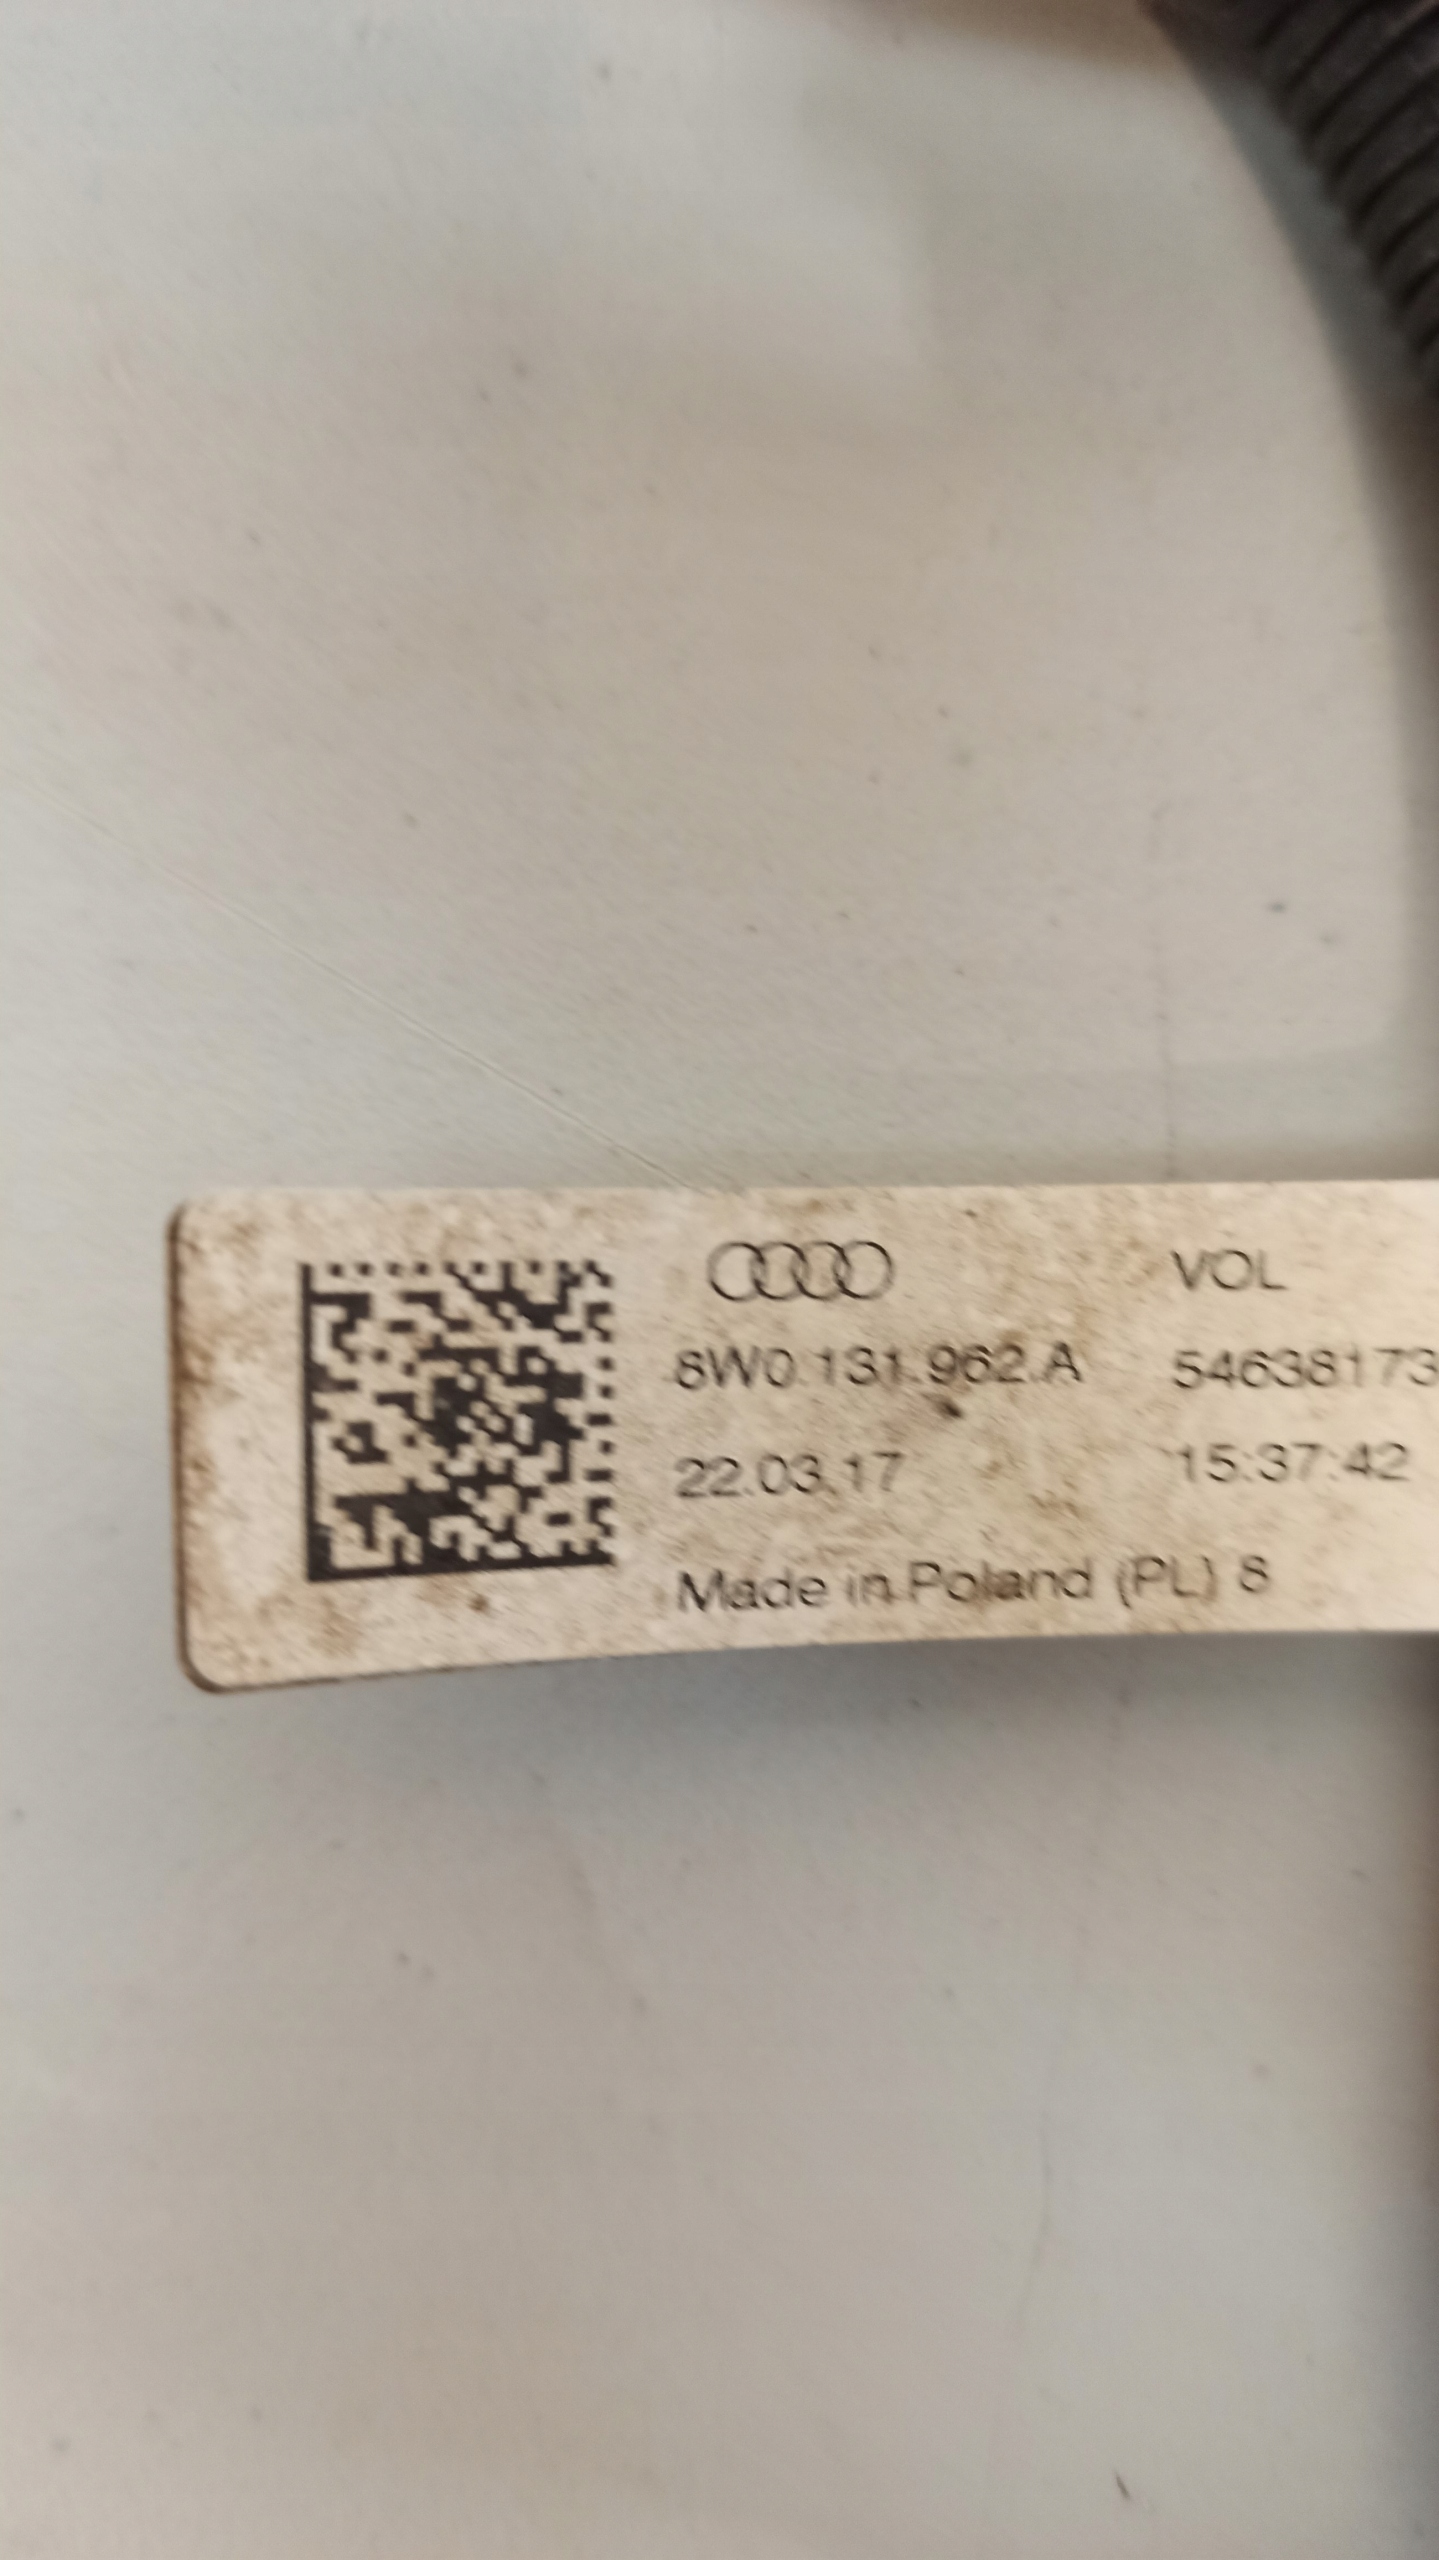 VOL
8W0.131.962.A 54638173
22.03.17 15:37:42
Made in Poland (PL) 8